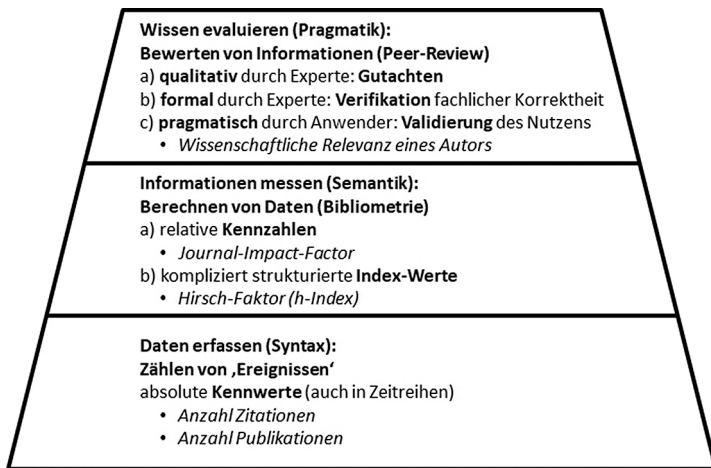 Wissen evaluieren (Pragmatik):
Bewerten von Informationen (Peer-Review)
a) qualitativ durch Experte: Gutachten
b) formal durch Experte: Verifikation fachlicher Korrektheit
c) pragmatisch durch Anwender: Validierung des Nutzens
• Wissenschaftliche Relevanz eines Autors
Informationen messen (Semantik):
Berechnen von Daten (Bibliometrie)
a) relative Kennzahlen
• Journal-Impact-Factor
b) kompliziert strukturierte Index-Werte
• Hirsch-Faktor (h-Index)
Daten erfassen (Syntax):
Zählen von ‚Ereignissen‘
absolute Kennwerte (auch in Zeitreihen)
• Anzahl Zitationen
• Anzahl Publikationen